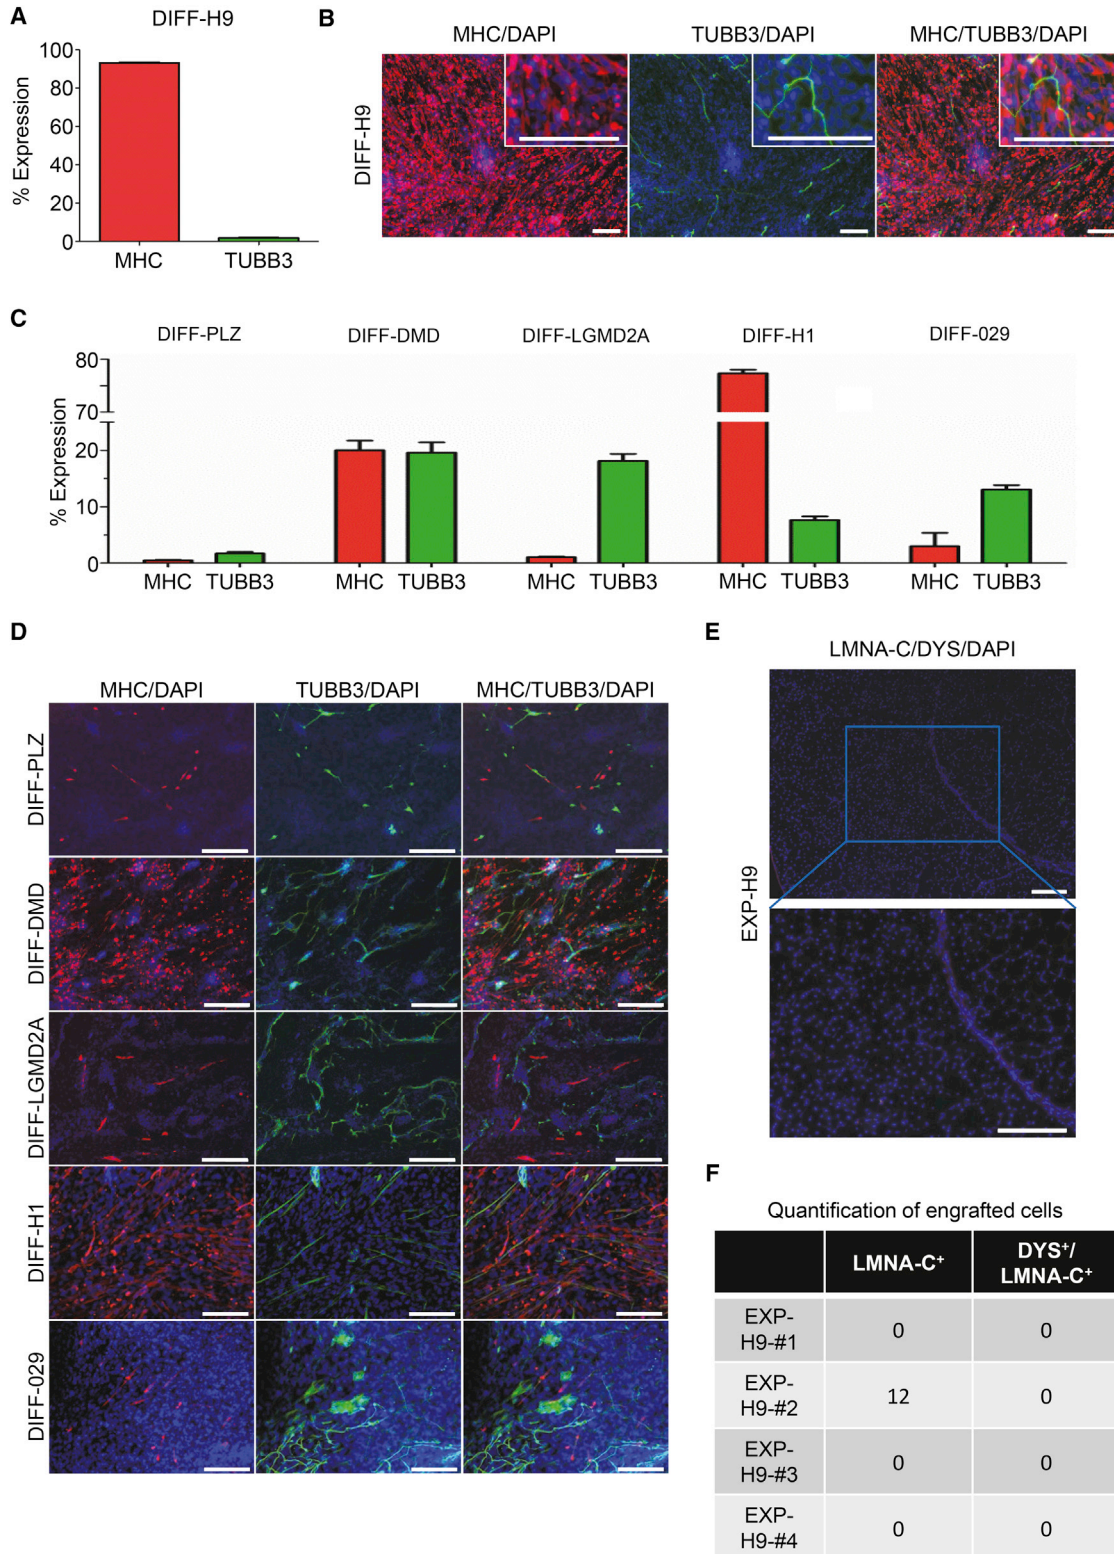 A
DIFF-H9
% Expression
100
80
60
40
20
0
MHC TUBB3
B
MHC/DAPI TUBB3/DAPI MHC/TUBB3/DAPI
DIFF-H9
C
DIFF-PLZ DIFF-DMD DIFF-LGMD2A DIFF-H1 DIFF-029
% Expression
80
70
20
10
0
MHC TUBB3 MHC TUBB3 MHC TUBB3 MHC TUBB3 MHC TUBB3
D
MHC/DAPI TUBB3/DAPI MHC/TUBB3/DAPI
DIFF-PLZ
DIFF-DMD
DIFF-LGMD2A
DIFF-H1
DIFF-029
E
LMNA-C/DYS/DAPI
EXP-H9
F
Quantification of engrafted cells
LMNA-C⁺ DYS⁺/
LMNA-C⁺
EXP-
H9-#1 0 0
EXP-
H9-#2 12 0
EXP-
H9-#3 0 0
EXP-
H9-#4 0 0